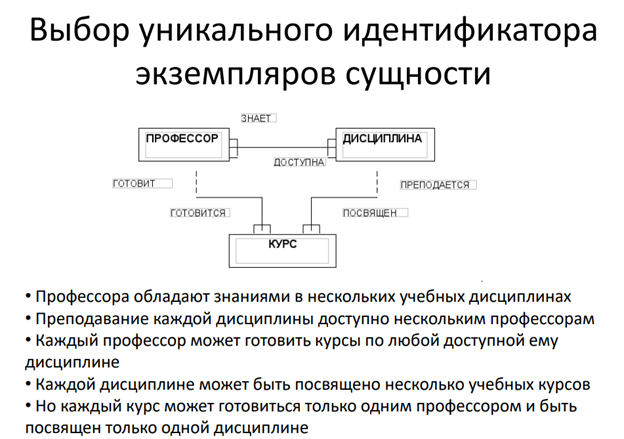 Выбор уникального идентификатора
экземпляров сущности
ЗНАЕТ
ПРОФЕССОР
ДИСЦИПЛИНА
ДОСТУПНА
ГОТОВИТ
ПРЕПОДАЕТСЯ
ГОТОВИТСЯ
ПОСВЯЩЕН
КУРС
• Профессора обладают знаниями в нескольких учебных дисциплинах
• Преподавание каждой дисциплины доступно нескольким профессорам
• Каждый профессор может готовить курсы по любой доступной ему
дисциплине
• Каждой дисциплине может быть посвящено несколько учебных курсов
• Но каждый курс может готовиться только одним профессором и быть
посвящен только одной дисциплине